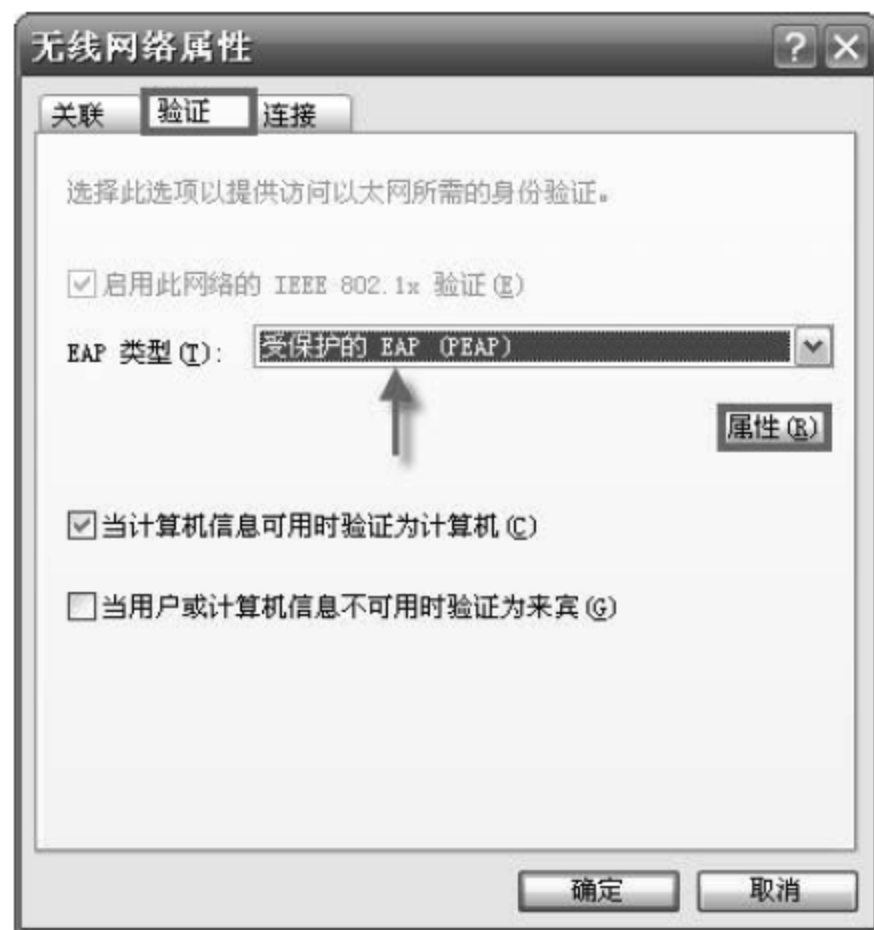 无线网络属性
关联 验证 连接
选择此选项以提供访问以太网所需的身份验证。
启用此网络的 IEEE 802.1x 验证(E)
EAP 类型(T): 受保护的 EAP (PEAP)
属性(R)
当计算机信息可用时验证为计算机(C)
当用户或计算机信息不可用时验证为来宾(G)
确定 取消